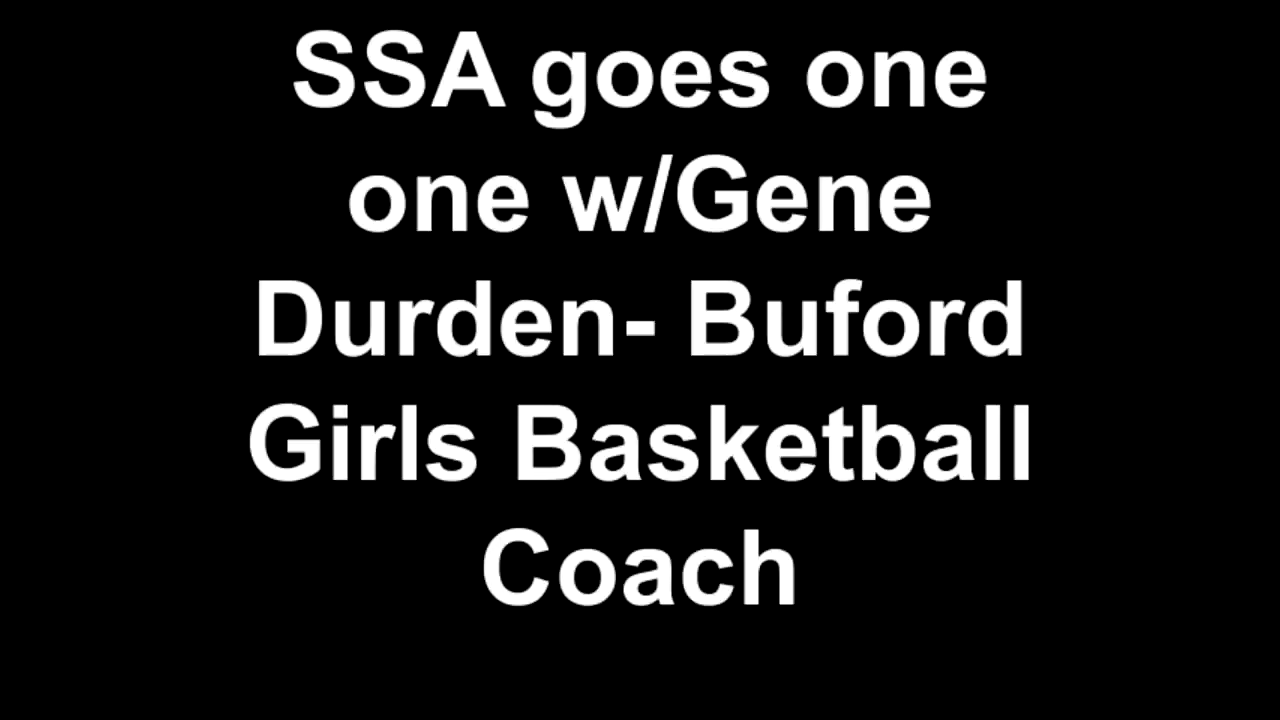 SSA goes one
one w/Gene
Durden- Buford
Girls Basketball
Coach